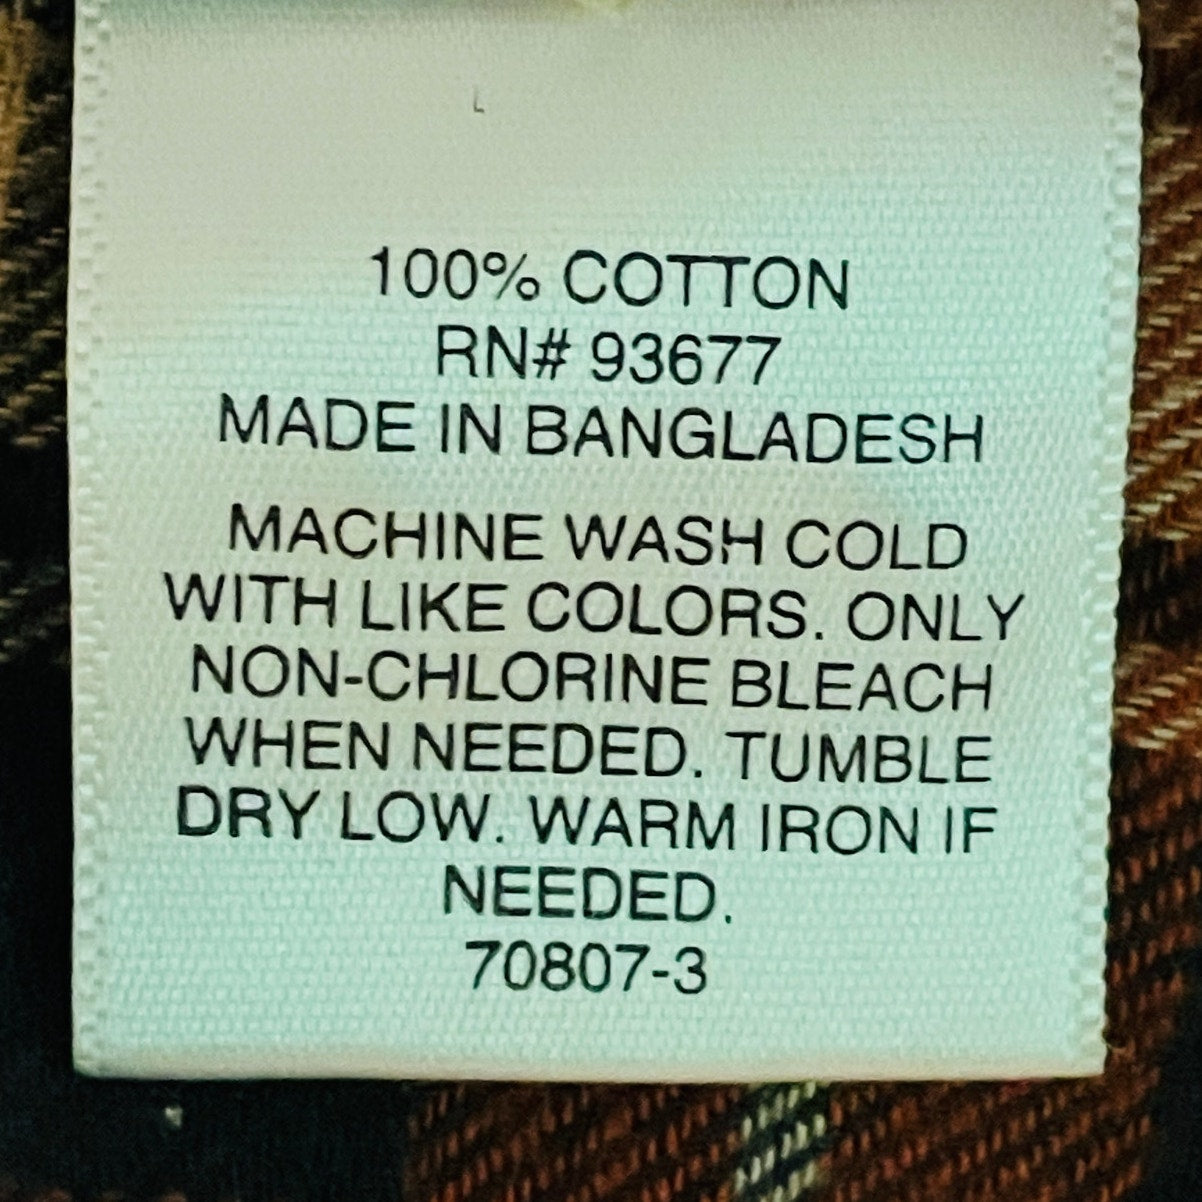 L
100% COTTON
RN# 93677
MADE IN BANGLADESH
MACHINE WASH COLD
WITH LIKE COLORS. ONLY
NON-CHLORINE BLEACH
WHEN NEEDED. TUMBLE
DRY LOW. WARM IRON IF
NEEDED.
70807-3